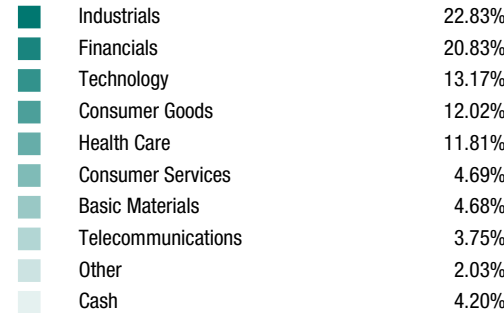 Industrials 22.83%
Financials 20.83%
Technology 13.17%
Consumer Goods 12.02%
Health Care 11.81%
Consumer Services 4.69%
Basic Materials 4.68%
Telecommunications 3.75%
Other 2.03%
Cash 4.20%